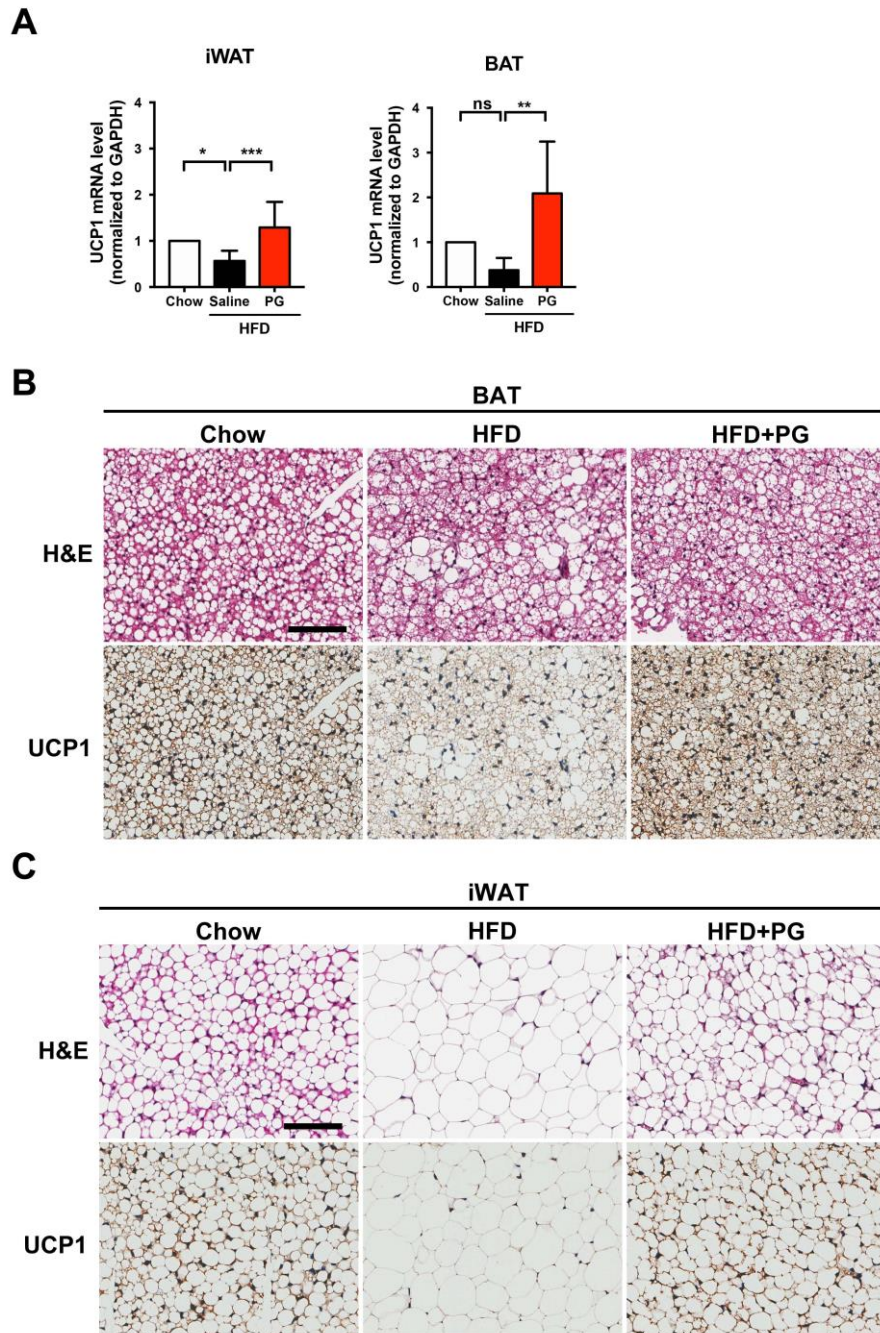 A
iWAT
UCP1 mRNA level
(normalized to GAPDH)
4
3
2
1
0
* ***
Chow Saline PG
HFD
BAT
UCP1 mRNA level
(normalized to GAPDH)
4
3
2
1
0
ns **
Chow Saline PG
HFD
B
BAT
Chow HFD HFD+PG
H&E
UCP1
C
iWAT
Chow HFD HFD+PG
H&E
UCP1